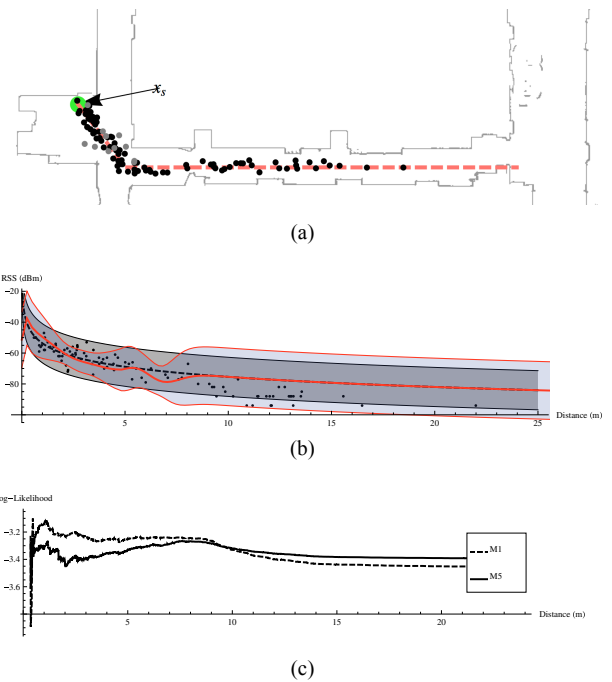 x_s
(a)
RSS (dBm)
−20
−40
−60
−80
5 10 15 20 25
Distance (m)
(b)
og−Likelihood
−3.2
−3.4
−3.6
M1
M5
5 10 15 20
Distance (m)
(c)